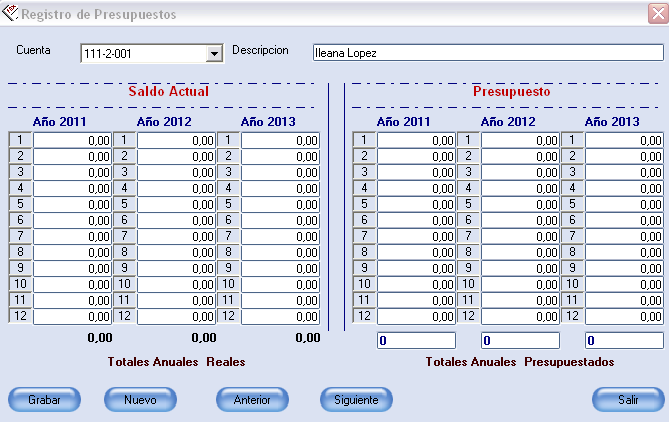 Registro de Presupuestos
Cuenta 111-2-001 Descripcion Ileana Lopez
Saldo Actual Presupuesto
Año 2011 Año 2012 Año 2013 Año 2011 Año 2012 Año 2013
1 0,00 1 0,00 1 0,00 1 0,00 1 0,00 1 0,00
2 0,00 2 0,00 2 0,00 2 0,00 2 0,00 2 0,00
3 0,00 3 0,00 3 0,00 3 0,00 3 0,00 3 0,00
4 0,00 4 0,00 4 0,00 4 0,00 4 0,00 4 0,00
5 0,00 5 0,00 5 0,00 5 0,00 5 0,00 5 0,00
6 0,00 6 0,00 6 0,00 6 0,00 6 0,00 6 0,00
7 0,00 7 0,00 7 0,00 7 0,00 7 0,00 7 0,00
8 0,00 8 0,00 8 0,00 8 0,00 8 0,00 8 0,00
9 0,00 9 0,00 9 0,00 9 0,00 9 0,00 9 0,00
10 0,00 10 0,00 10 0,00 10 0,00 10 0,00 10 0,00
11 0,00 11 0,00 11 0,00 11 0,00 11 0,00 11 0,00
12 0,00 12 0,00 12 0,00 12 0,00 12 0,00 12 0,00
0,00 0,00 0,00 0 0 0
Totales Anuales Reales Totales Anuales Presupuestados
Grabar Nuevo Anterior Siguiente Salir